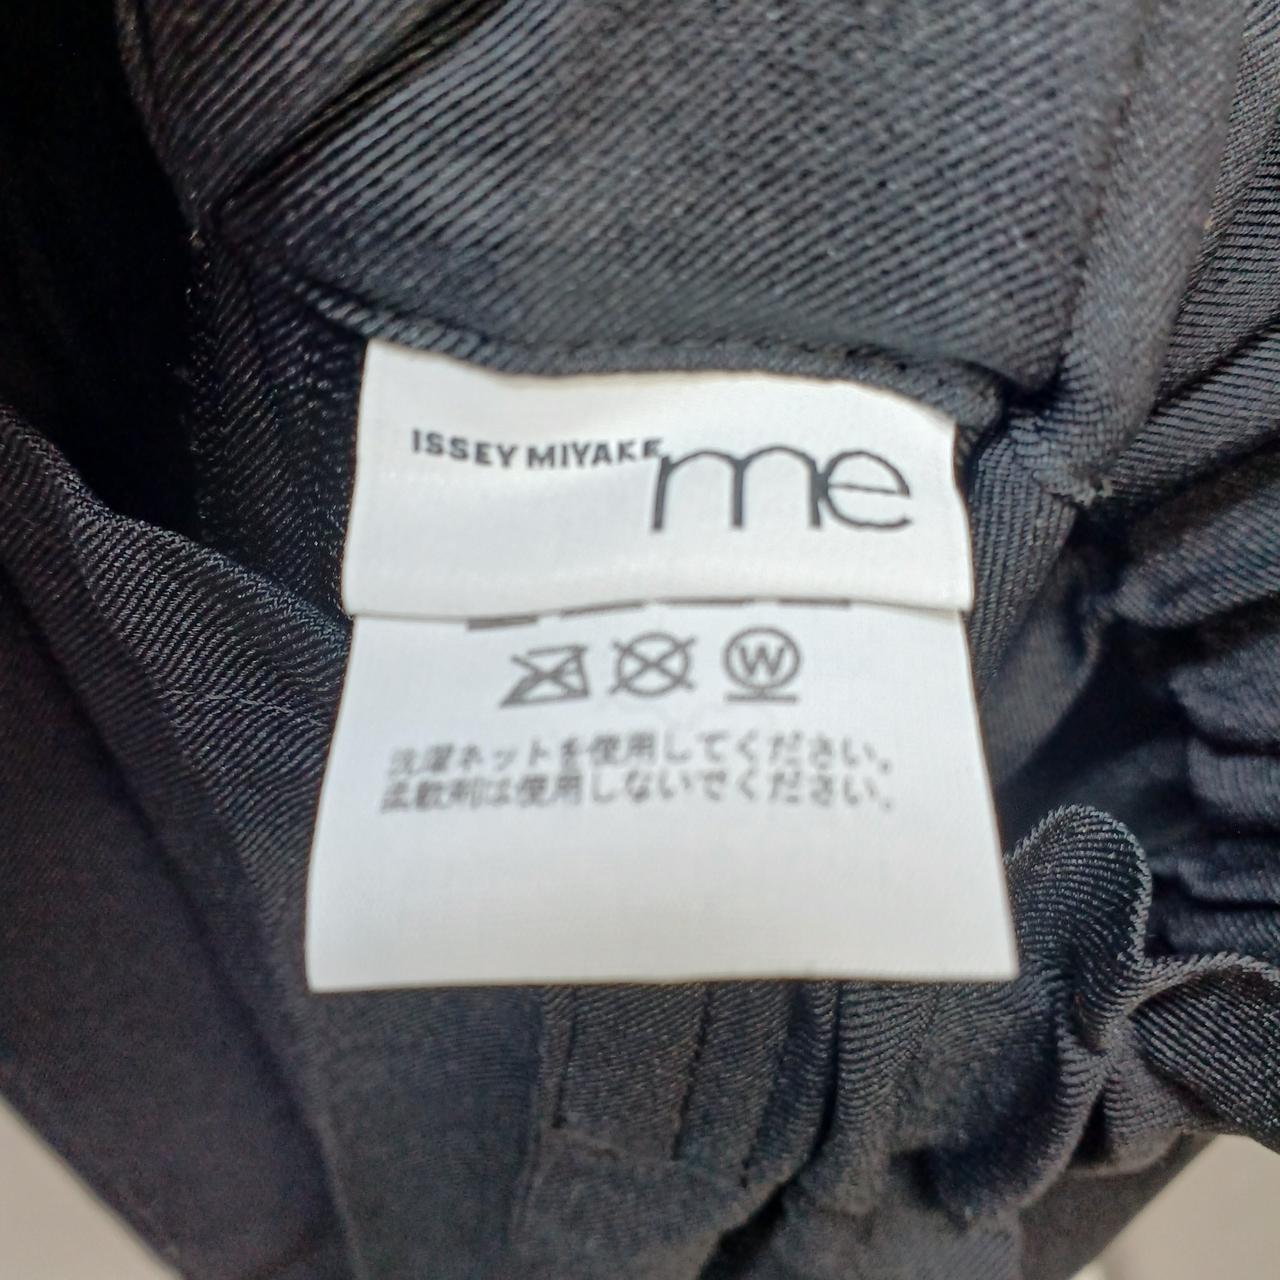 ISSEY MIYAKE me
W
洗濯ネットを使用してください。
柔軟剤は使用しないでください。